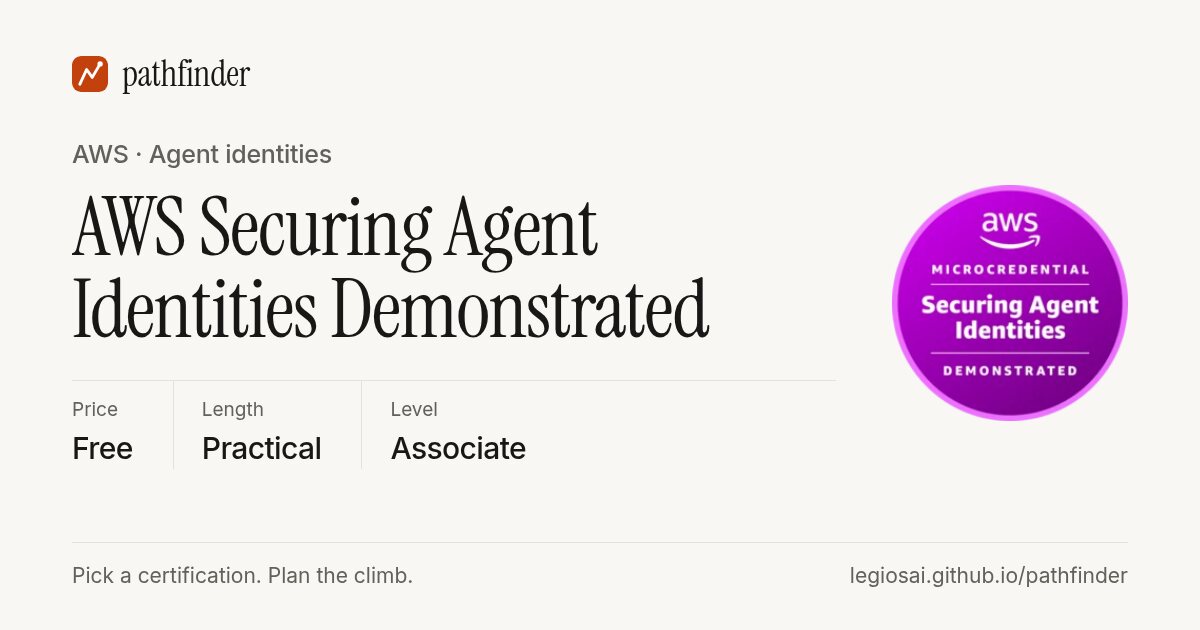 pathfinder
AWS · Agent identities
AWS Securing Agent
Identities Demonstrated
aws
MICROCREDENTIAL
Securing Agent
Identities
DEMONSTRATED
Price
Free
Length
Practical
Level
Associate
Pick a certification. Plan the climb.
legiosai.github.io/pathfinder